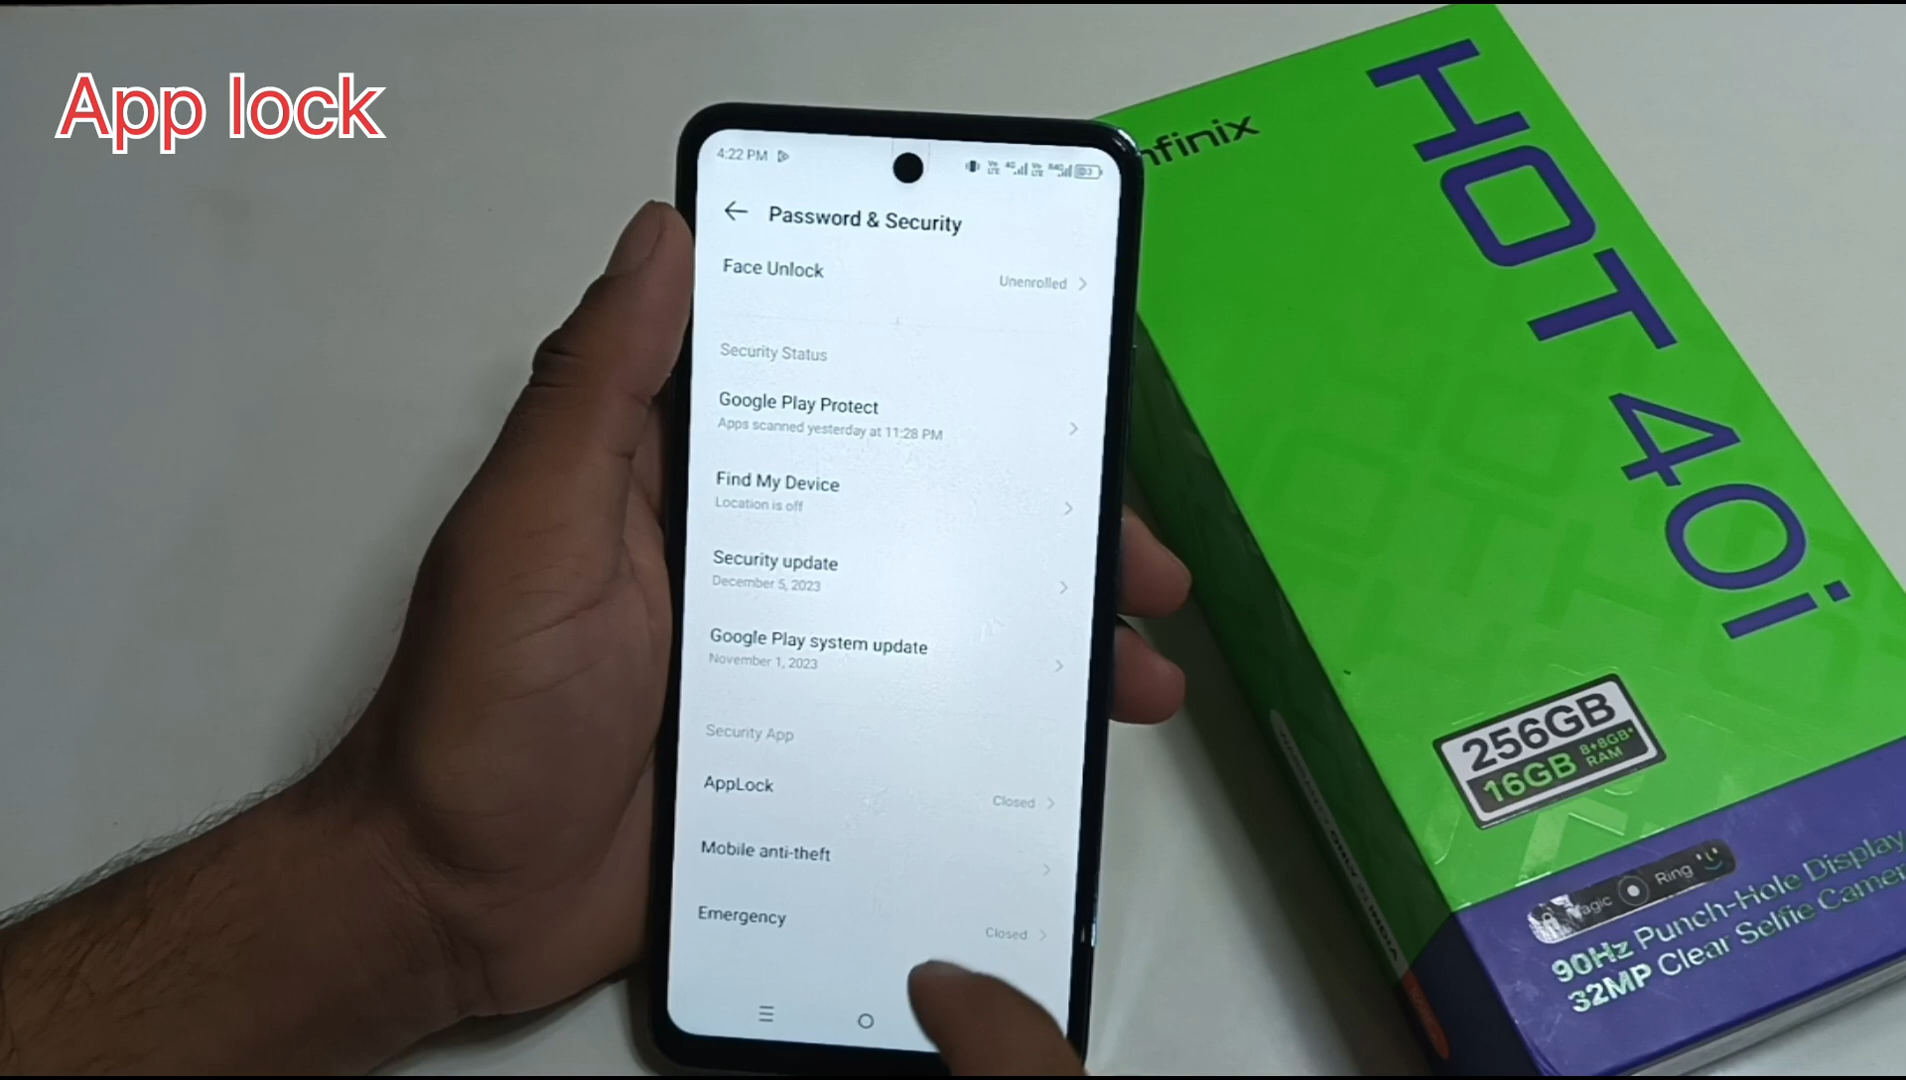 App lock
4:22 PM
Password & Security
Face Unlock
Unenrolled
Security Status
Google Play Protect
Apps scanned yesterday at 11:28 PM
Find My Device
Location is off
Security update
December 5, 2023
Google Play system update
November 1, 2023
Security App
AppLock
Closed
Mobile anti-theft
Emergency
Closed
nfinix
HOT 40i
256GB
16GB 8+8GB* RAM
Magic Ring
90Hz Punch-Hole Display
32MP Clear Selfie Camer